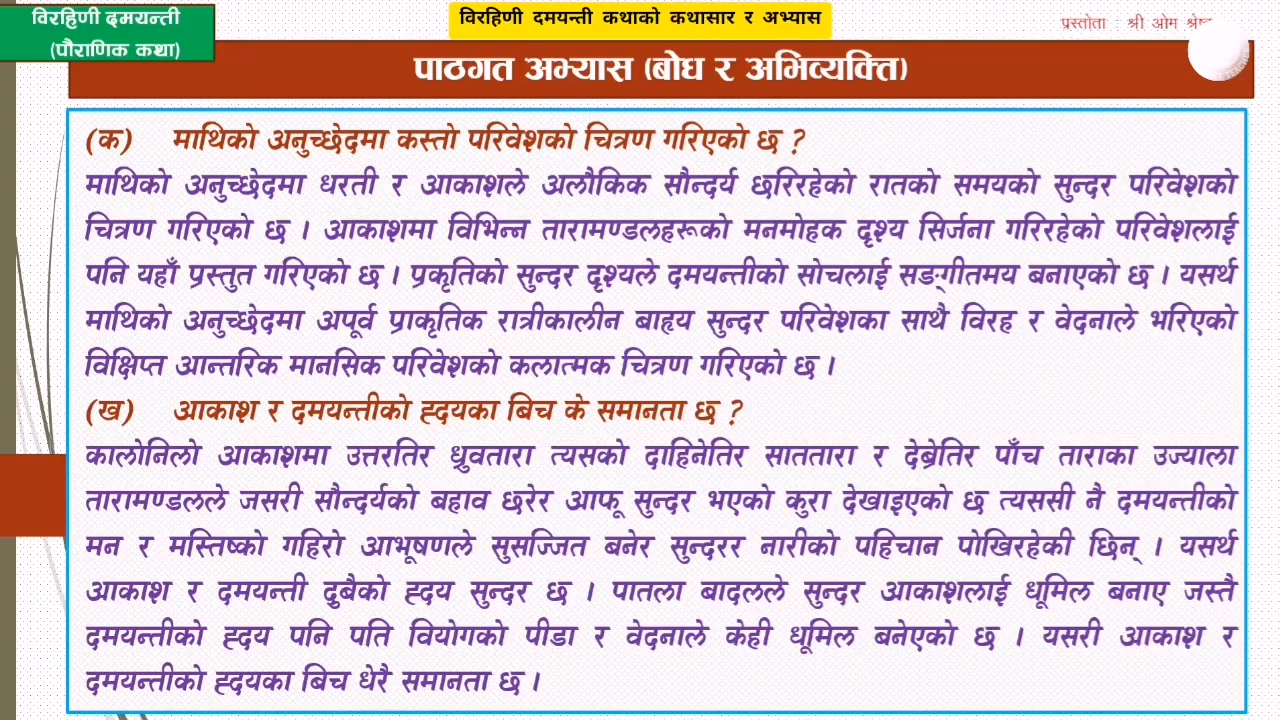 विरहिणी दमयन्ती
(पौराणिक कथा)
विरहिणी दमयन्ती कथाको कथासार र अभ्यास
प्रस्तोता : श्री ओम
पाठगत अभ्यास (बोध र अभिव्यक्ति)
(क) माथिको अनुच्छेदमा कस्तो परिवेशको चित्रण गरिएको छ ?
माथिको अनुच्छेदमा धरती र आकाशले अलौकिक सौन्दर्य छरिरहेको रातको समयको सुन्दर परिवेशको
चित्रण गरिएको छ । आकाशमा विभिन्न तारामण्डलहरूको मनमोहक दृश्य सिर्जना गरिरहेको परिवेशलाई
पनि यहाँ प्रस्तुत गरिएको छ । प्रकृतिको सुन्दर दृश्यले दमयन्तीको सोचलाई सङ्गीतमय बनाएको छ । यसर्थ
माथिको अनुच्छेदमा अपूर्व प्राकृतिक रात्रीकालीन बाह्य सुन्दर परिवेशका साथै विरह र वेदनाले भरिएको
विक्षिप्त आन्तरिक मानसिक परिवेशको कलात्मक चित्रण गरिएको छ ।
(ख) आकाश र दमयन्तीको ह्दयका बिच के समानता छ ?
कालोनिलो आकाशमा उत्तरतिर ध्रुवतारा त्यसको दाहिनेतिर साततारा र देब्रेतिर पाँच ताराका उज्याला
तारामण्डलले जसरी सौन्दर्यको बहाव छरेर आफू सुन्दर भएको कुरा देखाइएको छ त्यससी नै दमयन्तीको
मन र मस्तिष्को गहिरो आभूषणले सुसज्जित बनेर सुन्दरर नारीको पहिचान पोखिरहेकी छिन् । यसर्थ
आकाश र दमयन्ती दुबैको ह्दय सुन्दर छ । पातला बादलले सुन्दर आकाशलाई धूमिल बनाए जस्तै
दमयन्तीको ह्दय पनि पति वियोगको पीडा र वेदनाले केही धूमिल बनेएको छ । यसरी आकाश र
दमयन्तीको ह्दयका बिच धेरै समानता छ ।